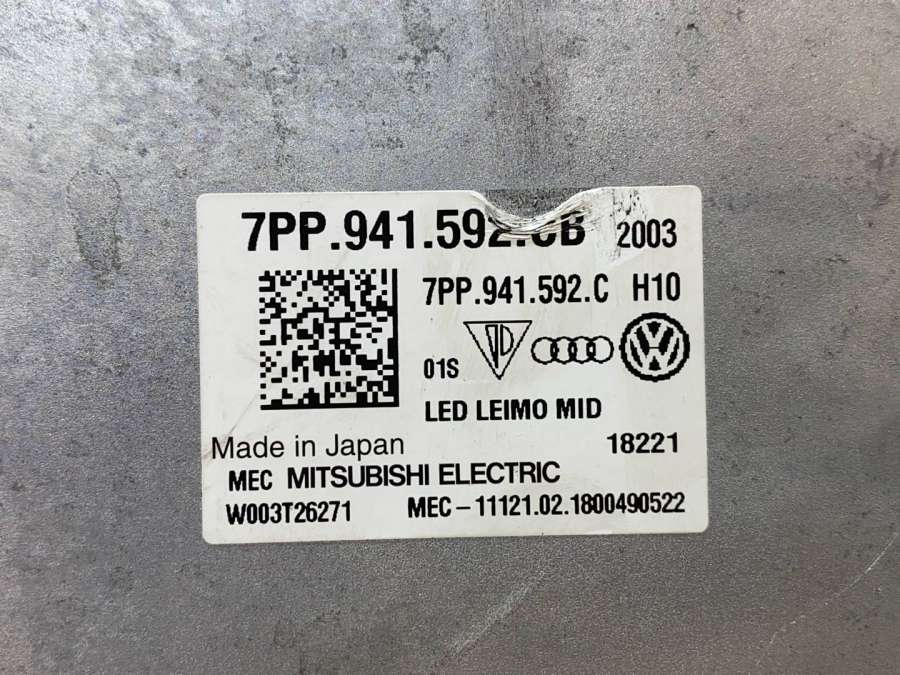 7PP.941.592.CB 2003
7PP.941.592.C H10
01S
LED LEIMO MID
Made in Japan 18221
MEC MITSUBISHI ELECTRIC
W003T26271 MEC-11121.02.1800490522